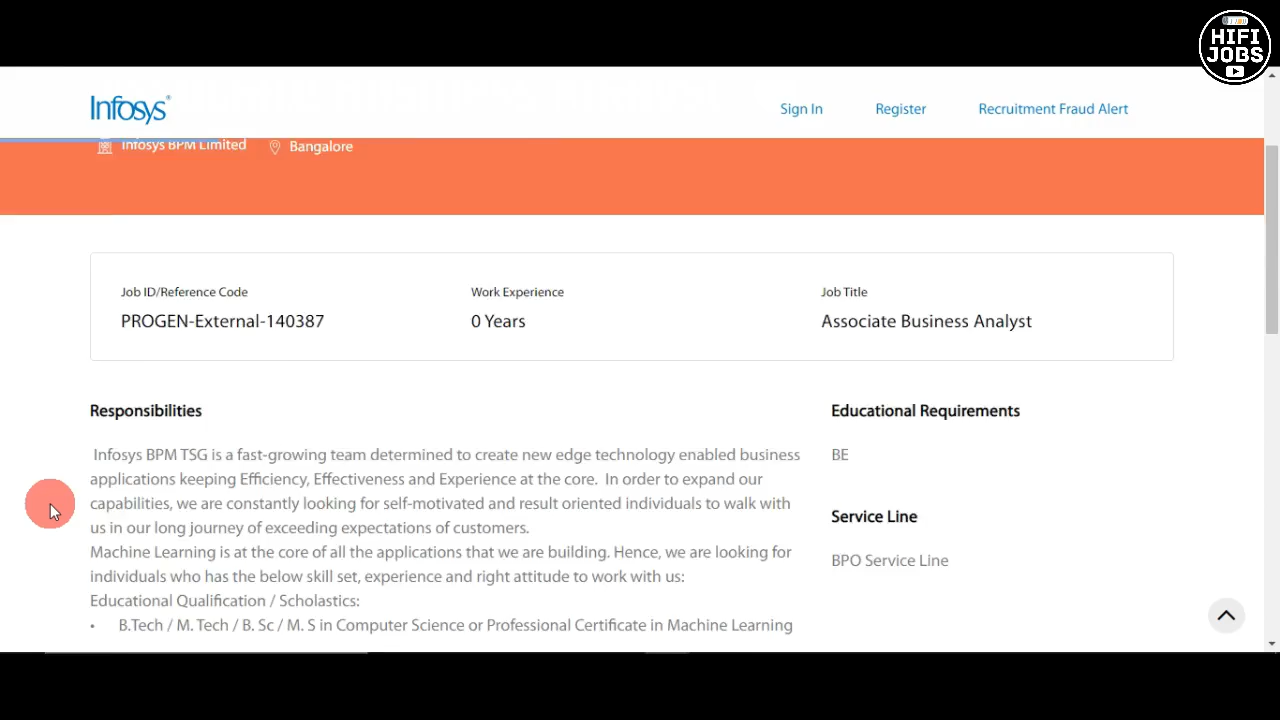 HIFI
JOBS
Infosys®
Sign In
Register
Recruitment Fraud Alert
Infosys BPM Limited
Bangalore
Job ID/Reference Code
Work Experience
Job Title
PROGEN-External-140387
0 Years
Associate Business Analyst
Responsibilities
Educational Requirements
Infosys BPM TSG is a fast-growing team determined to create new edge technology enabled business
BE
applications keeping Efficiency, Effectiveness and Experience at the core. In order to expand our
capabilities, we are constantly looking for self-motivated and result oriented individuals to walk with
Service Line
us in our long journey of exceeding expectations of customers.
Machine Learning is at the core of all the applications that we are building. Hence, we are looking for
BPO Service Line
individuals who has the below skill set, experience and right attitude to work with us:
Educational Qualification / Scholastics:
• B.Tech / M. Tech / B. Sc / M. S in Computer Science or Professional Certificate in Machine Learning